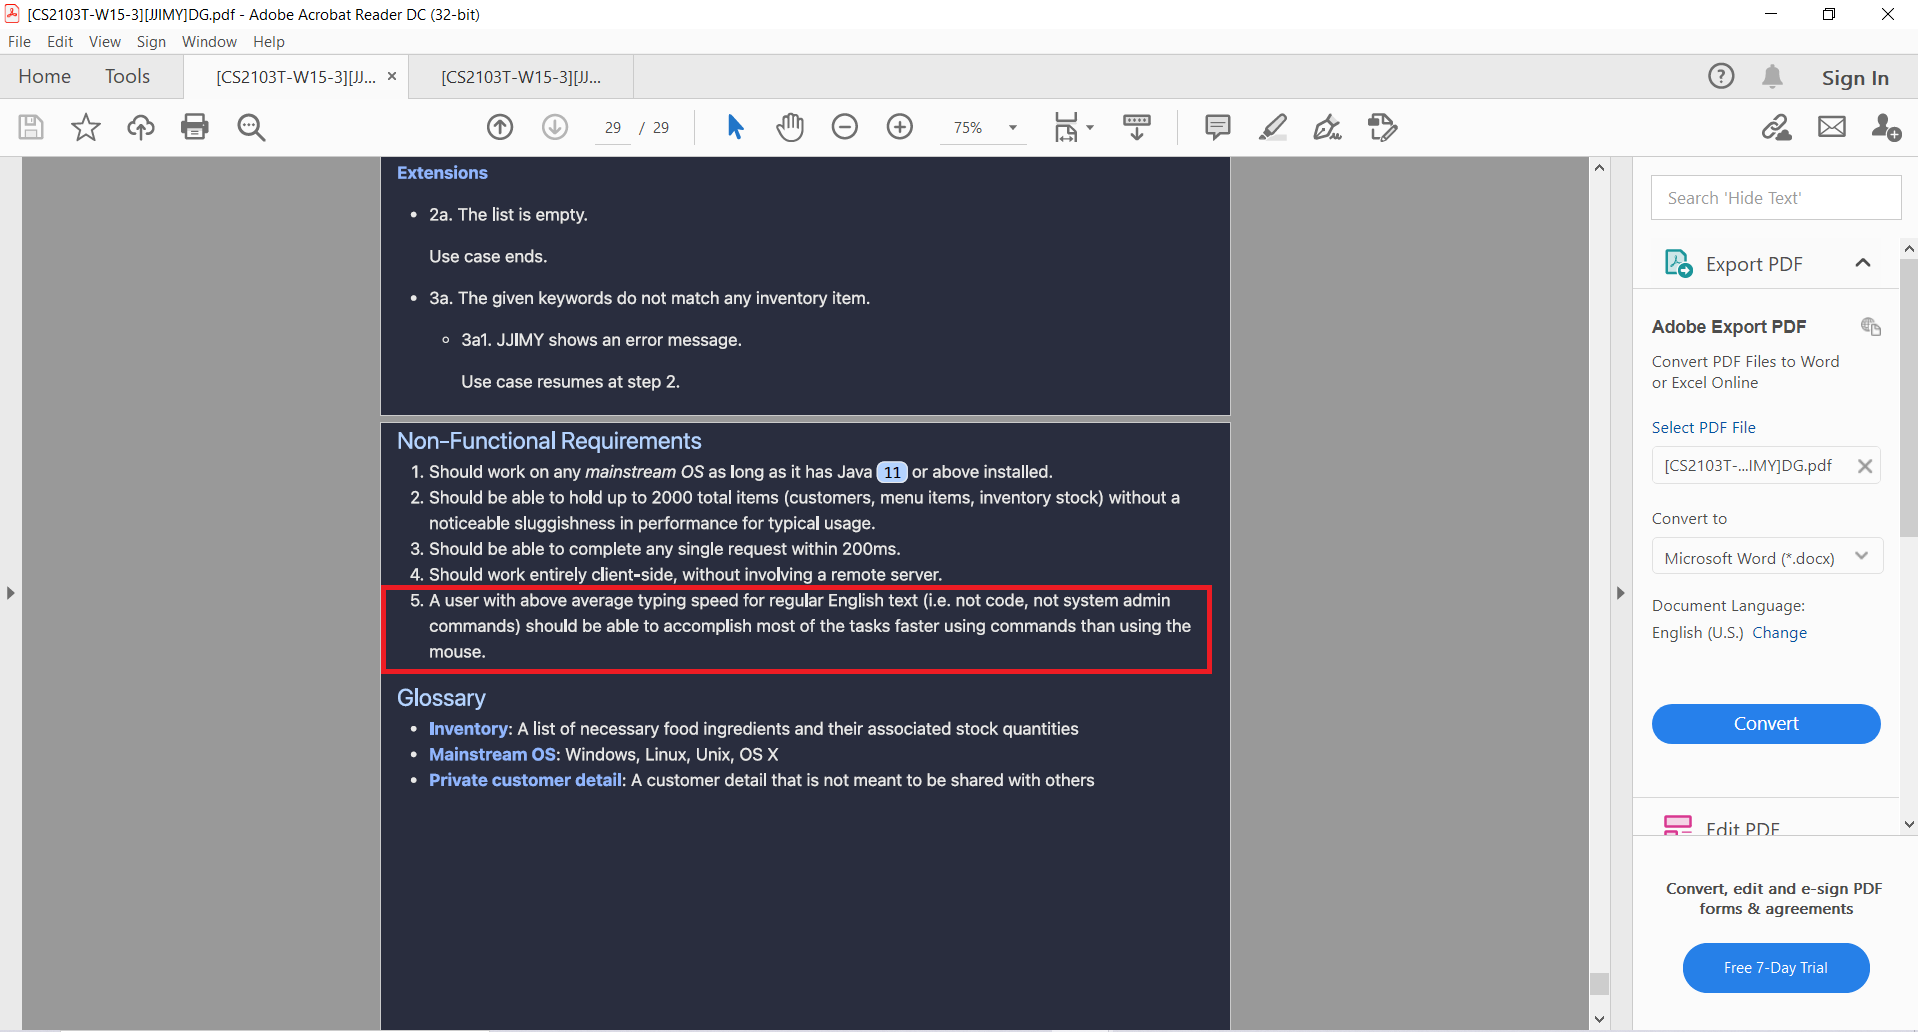 [CS2103T-W15-3][JJIMY]DG.pdf - Adobe Acrobat Reader DC (32-bit)
File Edit View Sign Window Help
Home Tools [CS2103T-W15-3][JJ... × [CS2103T-W15-3][JJ... Sign In
29 / 29 75%
Extensions
• 2a. The list is empty.
Use case ends.
• 3a. The given keywords do not match any inventory item.
3a1. JJIMY shows an error message.
Use case resumes at step 2.
Non-Functional Requirements
1. Should work on any mainstream OS as long as it has Java 11 or above installed.
2. Should be able to hold up to 2000 total items (customers, menu items, inventory stock) without a
noticeable sluggishness in performance for typical usage.
3. Should be able to complete any single request within 200ms.
4. Should work entirely client-side, without involving a remote server.
5. A user with above average typing speed for regular English text (i.e. not code, not system admin
commands) should be able to accomplish most of the tasks faster using commands than using the
mouse.
Glossary
• Inventory: A list of necessary food ingredients and their associated stock quantities
• Mainstream OS: Windows, Linux, Unix, OS X
• Private customer detail: A customer detail that is not meant to be shared with others
Search 'Hide Text'
Export PDF
Adobe Export PDF
Convert PDF Files to Word
or Excel Online
Select PDF File
[CS2103T-...IMY]DG.pdf
Convert to
Microsoft Word (*.docx)
Document Language:
English (U.S.) Change
Convert
Edit PDF
Convert, edit and e-sign PDF
forms & agreements
Free 7-Day Trial